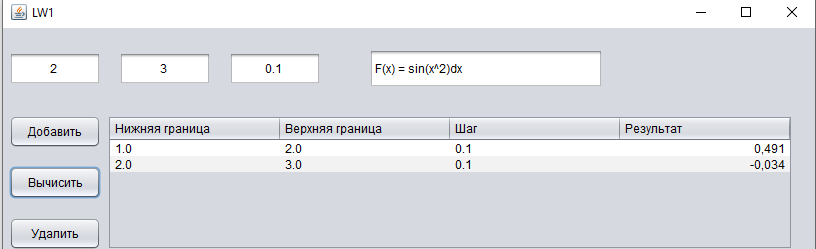 LW1
2 3 0.1 F(x) = sin(x^2)dx
Добавить
Нижняя граница Верхняя граница Шаг Результат
1.0 2.0 0.1 0,491
2.0 3.0 0.1 -0,034
Вычисить
Удалить